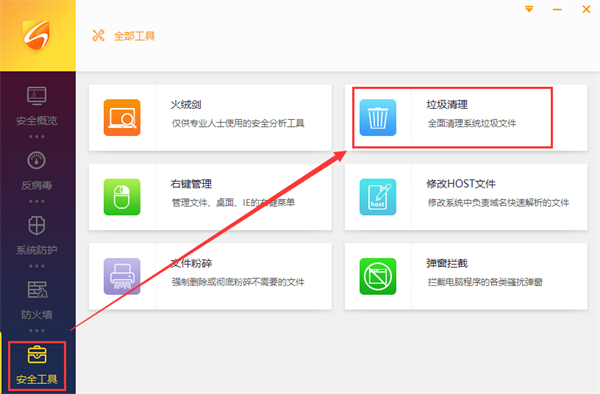 全部工具
安全概览
反病毒
系统防护
防火墙
安全工具
火绒剑
仅供专业人士使用的安全分析工具
垃圾清理
全面清理系统垃圾文件
右键管理
管理文件、桌面、IE的右键菜单
修改HOST文件
修改系统中负责域名快速解析的文件
host
文件粉碎
强制删除或彻底粉碎不需要的文件
弹窗拦截
拦截电脑程序的各类骚扰弹窗